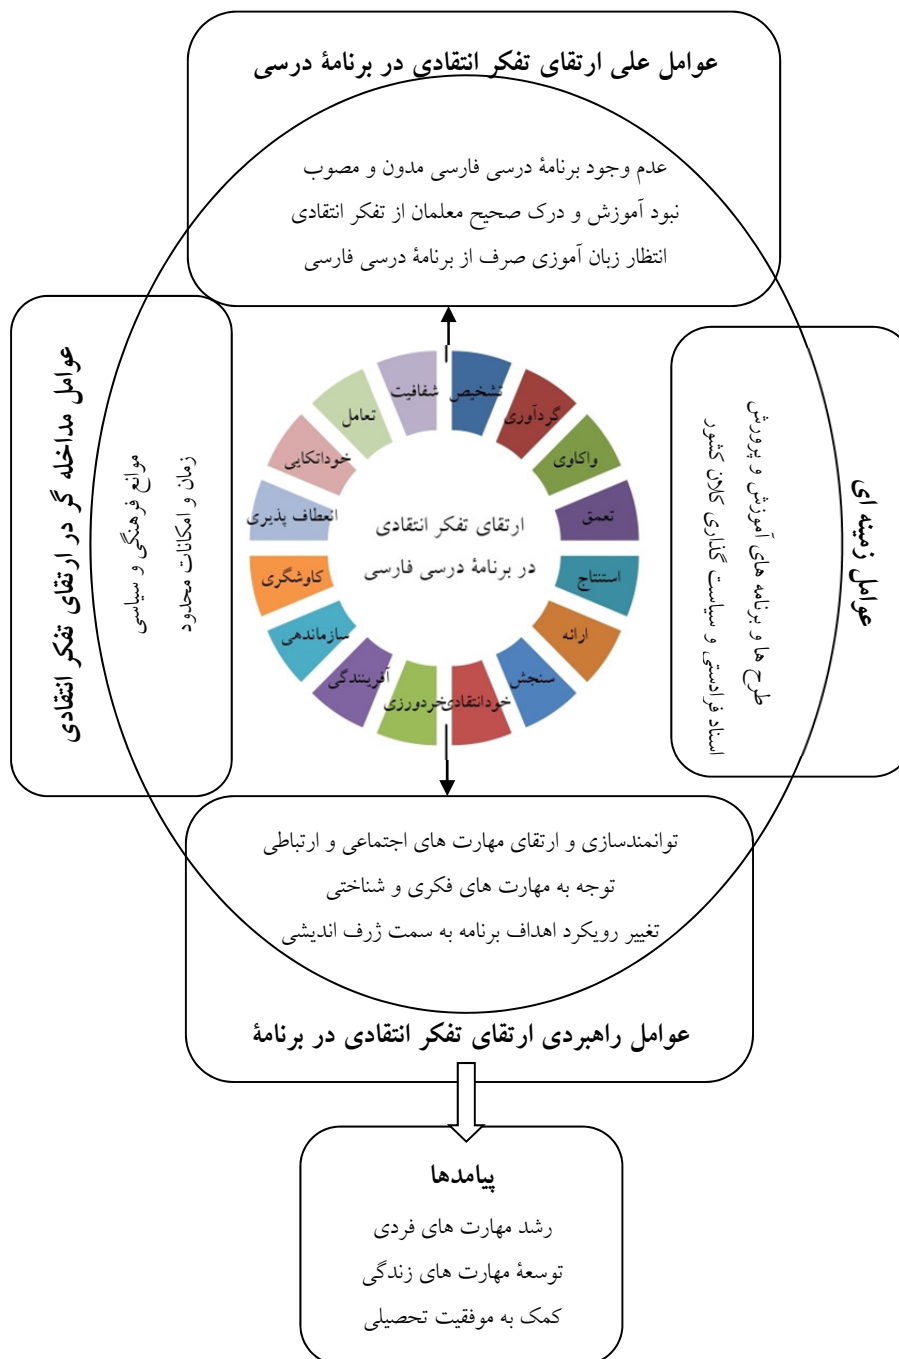 عوامل علی ارتقای تفکر انتقادی در برنامۀ درسی
عدم وجود برنامۀ درسی فارسی مدون و مصوب
نبود آموزش و درک صحیح معلمان از تفکر انتقادی
انتظار زبان آموزی صرف از برنامۀ درسی فارسی
عوامل زمینه ای
طرح ها و برنامه های آموزش و پرورش
اسناد فرادستی و سیاست گذاری کلان کشور
تشخیص
گردآوری
واکاوی
تعمق
استنتاج
ارائه
سنجش
خودانتقادی
خردورزی
آفرینندگی
سازماندهی
کاوشگری
انعطاف پذیری
خوداتکایی
تعامل
شفافیت
ارتقای تفکر انتقادی
در برنامۀ درسی فارسی
عوامل مداخله گر در ارتقای تفکر انتقادی
موانع فرهنگی و سیاسی
زمان و امکانات محدود
توانمندسازی و ارتقای مهارت های اجتماعی و ارتباطی
توجه به مهارت های فکری و شناختی
تغییر رویکرد اهداف برنامه به سمت ژرف اندیشی
عوامل راهبردی ارتقای تفکر انتقادی در برنامۀ
پیامدها
رشد مهارت های فردی
توسعۀ مهارت های زندگی
کمک به موفقیت تحصیلی